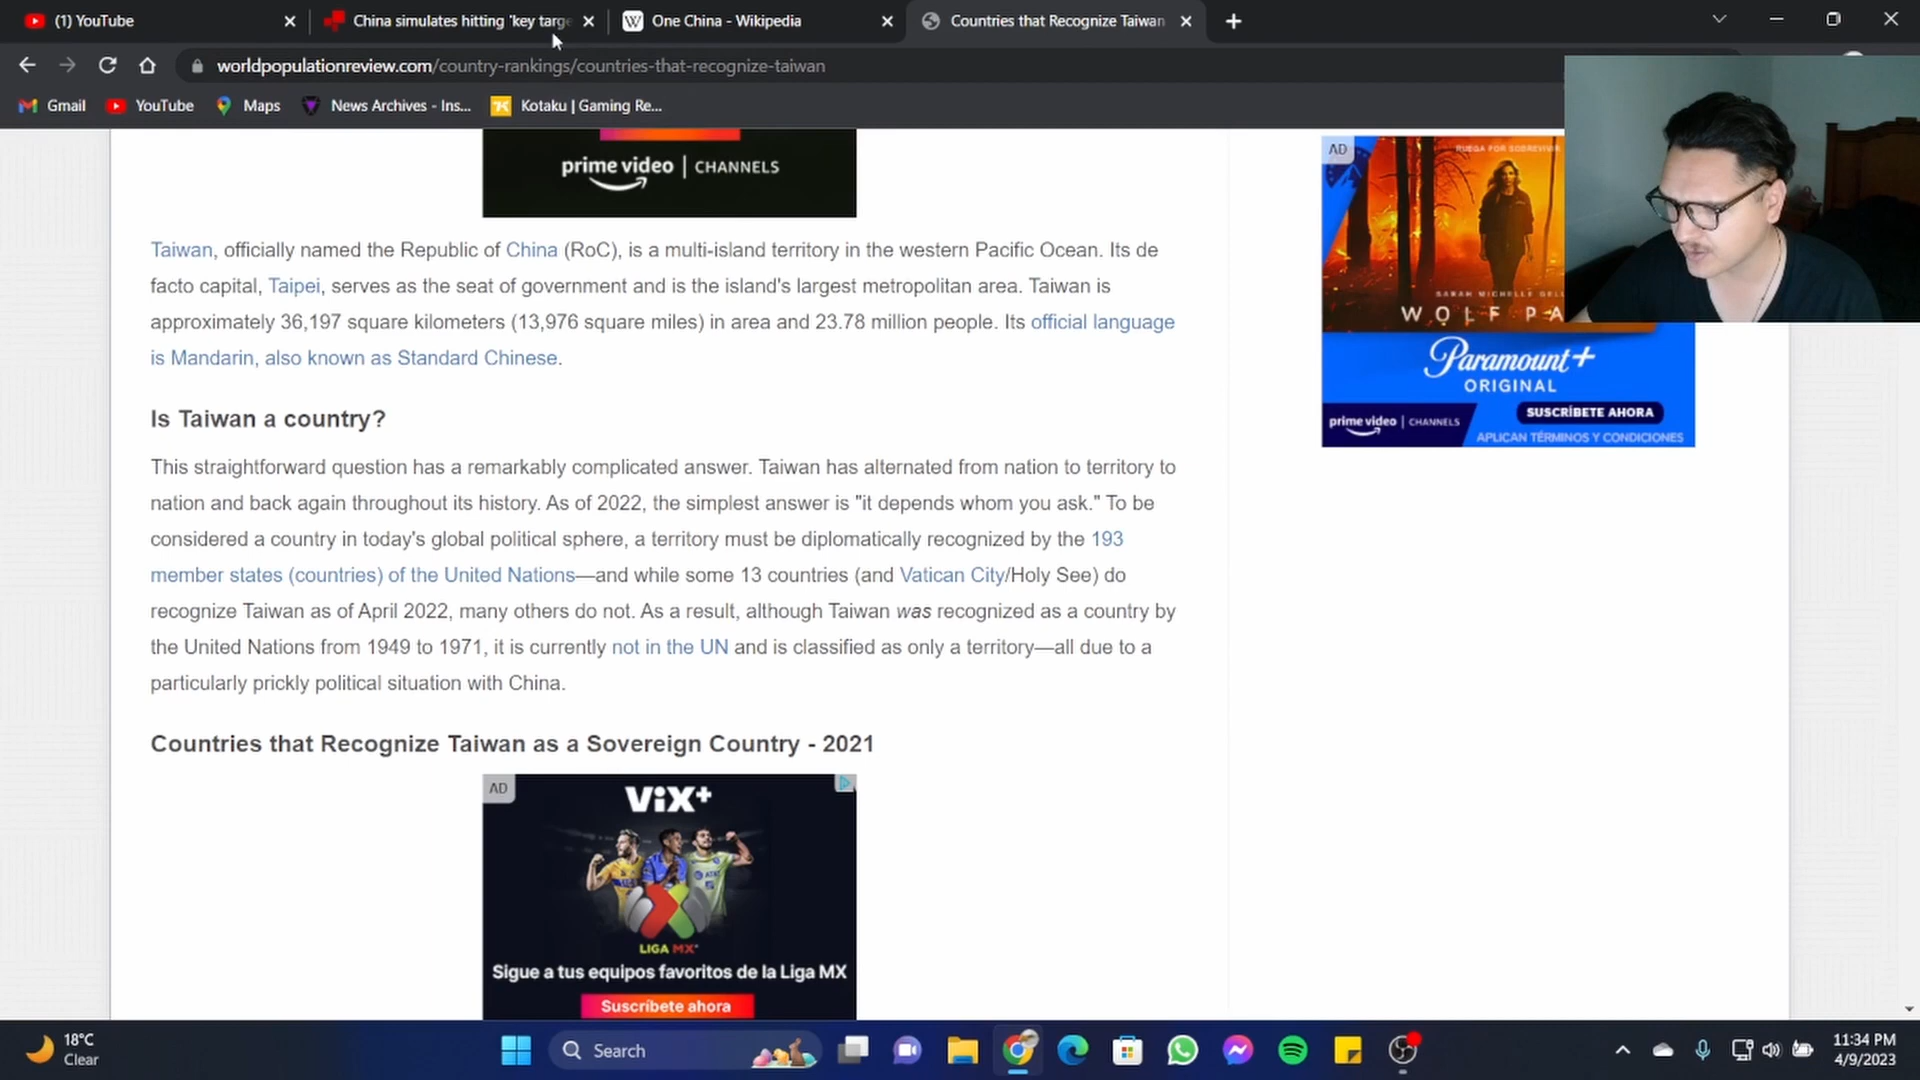 (1) YouTube
China simulates hitting 'key targe
One China - Wikipedia
Countries that Recognize Taiwan
worldpopulationreview.com/country-rankings/countries-that-recognize-taiwan
Gmail
YouTube
Maps
News Archives - Ins...
Kotaku | Gaming Re...
prime video | CHANNELS
Taiwan, officially named the Republic of China (RoC), is a multi-island territory in the western Pacific Ocean. Its de
facto capital, Taipei, serves as the seat of government and is the island's largest metropolitan area. Taiwan is
approximately 36,197 square kilometers (13,976 square miles) in area and 23.78 million people. Its official language
is Mandarin, also known as Standard Chinese.
Is Taiwan a country?
This straightforward question has a remarkably complicated answer. Taiwan has alternated from nation to territory to
nation and back again throughout its history. As of 2022, the simplest answer is "it depends whom you ask." To be
considered a country in today's global political sphere, a territory must be diplomatically recognized by the 193
member states (countries) of the United Nations—and while some 13 countries (and Vatican City/Holy See) do
recognize Taiwan as of April 2022, many others do not. As a result, although Taiwan was recognized as a country by
the United Nations from 1949 to 1971, it is currently not in the UN and is classified as only a territory—all due to a
particularly prickly political situation with China.
Countries that Recognize Taiwan as a Sovereign Country - 2021
AD
ViX+
LIGA MX
Sigue a tus equipos favoritos de la Liga MX
Suscríbete ahora
AD
RUEGA POR SOBREVIVIR
SARAH MICHELLE GELL
WOLF PA
Paramount+
ORIGINAL
prime video | CHANNELS
SUSCRÍBETE AHORA
APLICAN TÉRMINOS Y CONDICIONES
18°C
Clear
Search
11:34 PM
4/9/2023